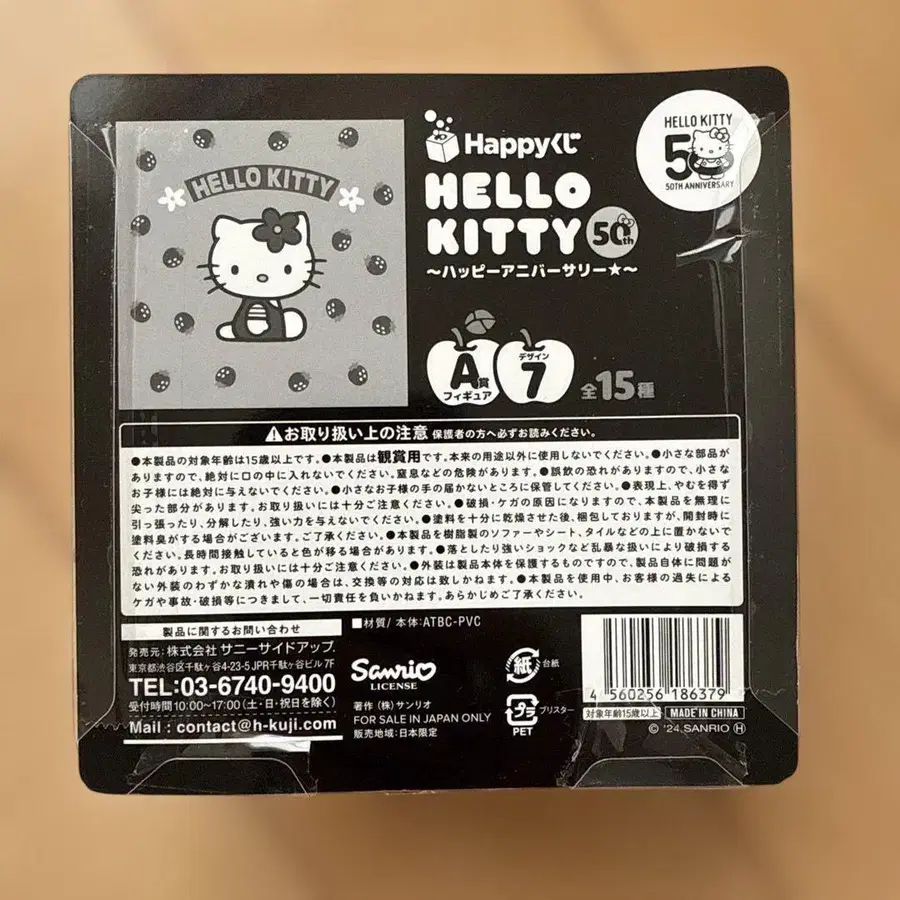 HELLO KITTY
Happyくじ
HELLO
KITTY 50th
~ハッピーアニバーサリー★~
HELLO KITTY
50
50TH ANNIVERSARY
A賞
フィギュア
デザイン
7
全15種
⚠お取り扱い上の注意 保護者の方へ必ずお読みください。
●本製品の対象年齢は15歳以上です。●本製品は観賞用です。本来の用途以外に使用しないでください。●小さな部品が
ありますので、絶対に口の中に入れないでください。窒息などの危険があります。●誤飲の恐れがありますので、小さな
お子様には絶対に与えないでください。●小さなお子様の手の届かないところに保管してください。●表現上、やむを得ず
尖った部分があります。お取り扱いには十分ご注意ください。●破損・ケガの原因になりますので、本製品を無理に
引っ張ったり、分解したり、強い力を与えないでください。●塗料を十分に乾燥させた後、梱包しておりますが、開封時に
塗料臭がする場合がございます。ご了承ください。●本製品を樹脂製のソファーやシート、タイルなどの上に置かないで
ください。長時間接触していると色が移る場合があります。●落としたり強いショックなど乱暴な扱いにより破損する
恐れがあります。お取り扱いには十分ご注意ください。●外装は製品本体を保護するものですので、製品自体に問題が
ない外装のわずかな潰れや傷の場合は、交換等の対応は致しかねます。●本製品を使用中、お客様の過失による
ケガや事故・破損等につきまして、一切責任を負いかねます。あらかじめご了承ください。
製品に関するお問い合わせ
発売元:株式会社 サニーサイドアップ
東京都渋谷区千駄ヶ谷4-23-5 JPR千駄ヶ谷ビル 7F
TEL:03-6740-9400
受付時間10:00~17:00(土・日・祝日を除く)
Mail : contact@h-kuji.com
■材質/ 本体:ATBC-PVC
Sanrio
LICENSE
著作 (株)サンリオ
FOR SALE IN JAPAN ONLY
販売地域:日本限定
紙 台紙
プラ ブリスター
PET
4 560256 186379
対象年齢15歳以上
MADE IN CHINA
© '24 SANRIO Ⓗ